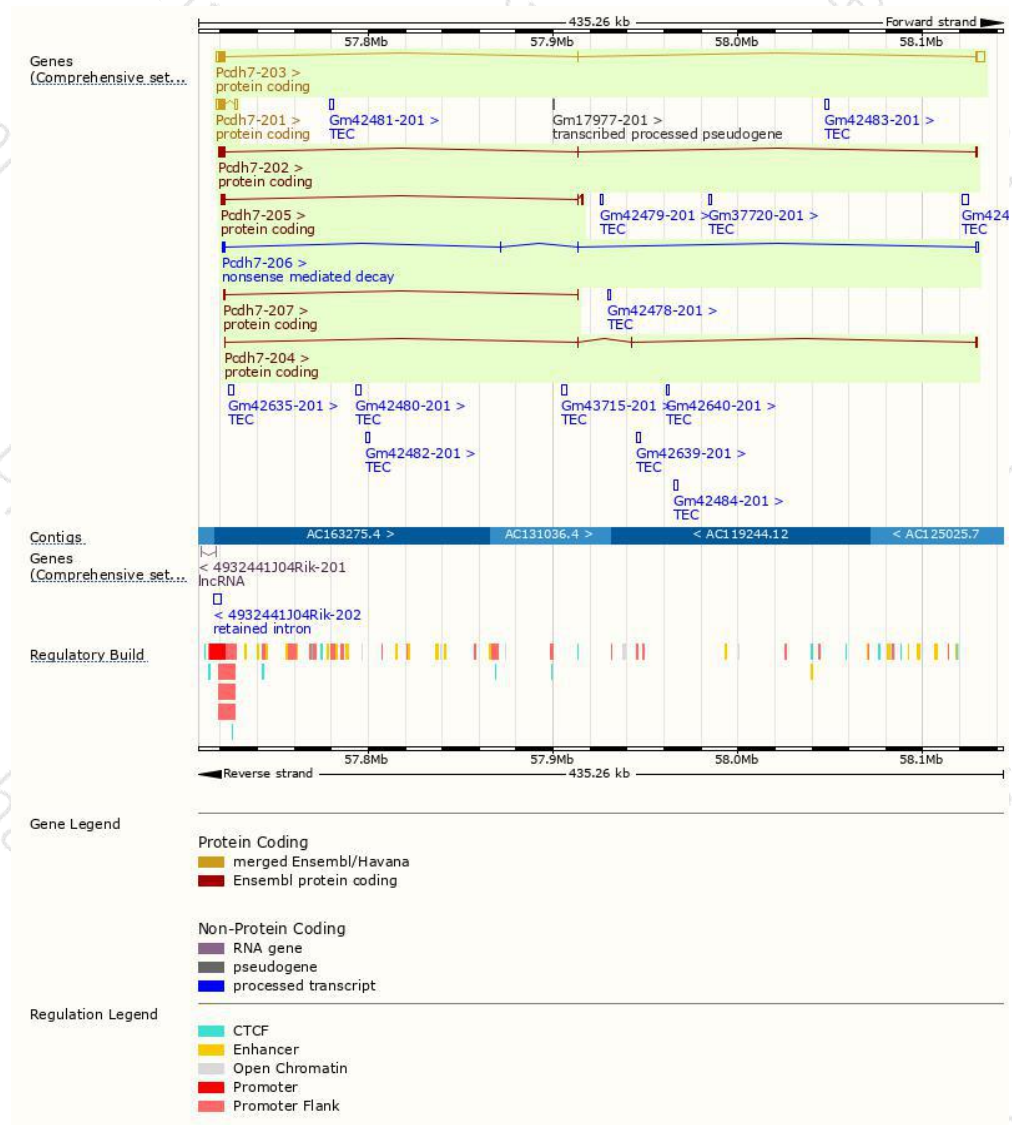 435.26 kb
Forward strand
57.8Mb 57.9Mb 58.0Mb 58.1Mb
Genes
(Comprehensive set...
Pcdh7-203 >
protein coding
Pcdh7-201 > Gm42481-201 > Gm17977-201 > Gm42483-201 >
protein coding TEC transcribed processed pseudogene TEC
Pcdh7-202 >
protein coding
Pcdh7-205 > Gm42479-201 > Gm37720-201 > Gm424
protein coding TEC TEC TEC
Pcdh7-206 >
nonsense mediated decay
Pcdh7-207 > Gm42478-201 >
protein coding TEC
Pcdh7-204 >
protein coding
Gm42635-201 > Gm42480-201 > Gm43715-201 > Gm42640-201 >
TEC TEC TEC TEC
Gm42482-201 > Gm42639-201 >
TEC TEC
Gm42484-201 >
TEC
Contigs AC163275.4 > AC131036.4 > < AC119244.12 < AC125025.7
Genes
(Comprehensive set...
< 4932441J04Rik-201
lncRNA
< 4932441J04Rik-202
retained intron
Regulatory Build
57.8Mb 57.9Mb 58.0Mb 58.1Mb
Reverse strand 435.26 kb
Gene Legend
Protein Coding
merged Ensembl/Havana
Ensembl protein coding
Non-Protein Coding
RNA gene
pseudogene
processed transcript
Regulation Legend
CTCF
Enhancer
Open Chromatin
Promoter
Promoter Flank